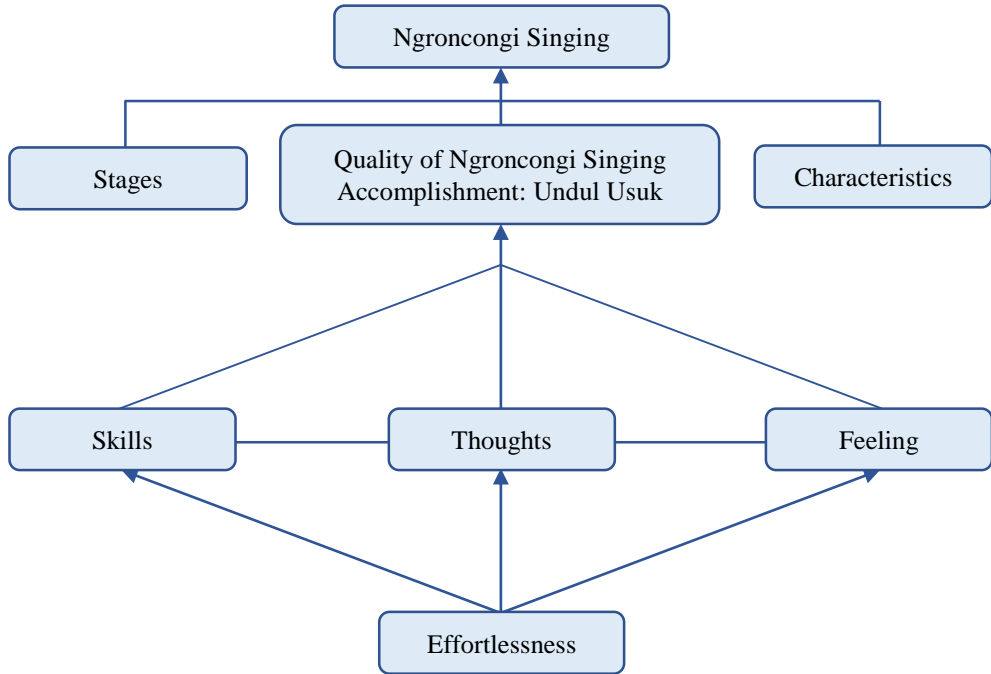 Ngroncongi Singing
Stages
Quality of Ngroncongi Singing
Accomplishment: Undul Usuk
Characteristics
Skills
Thoughts
Feeling
Effortlessness